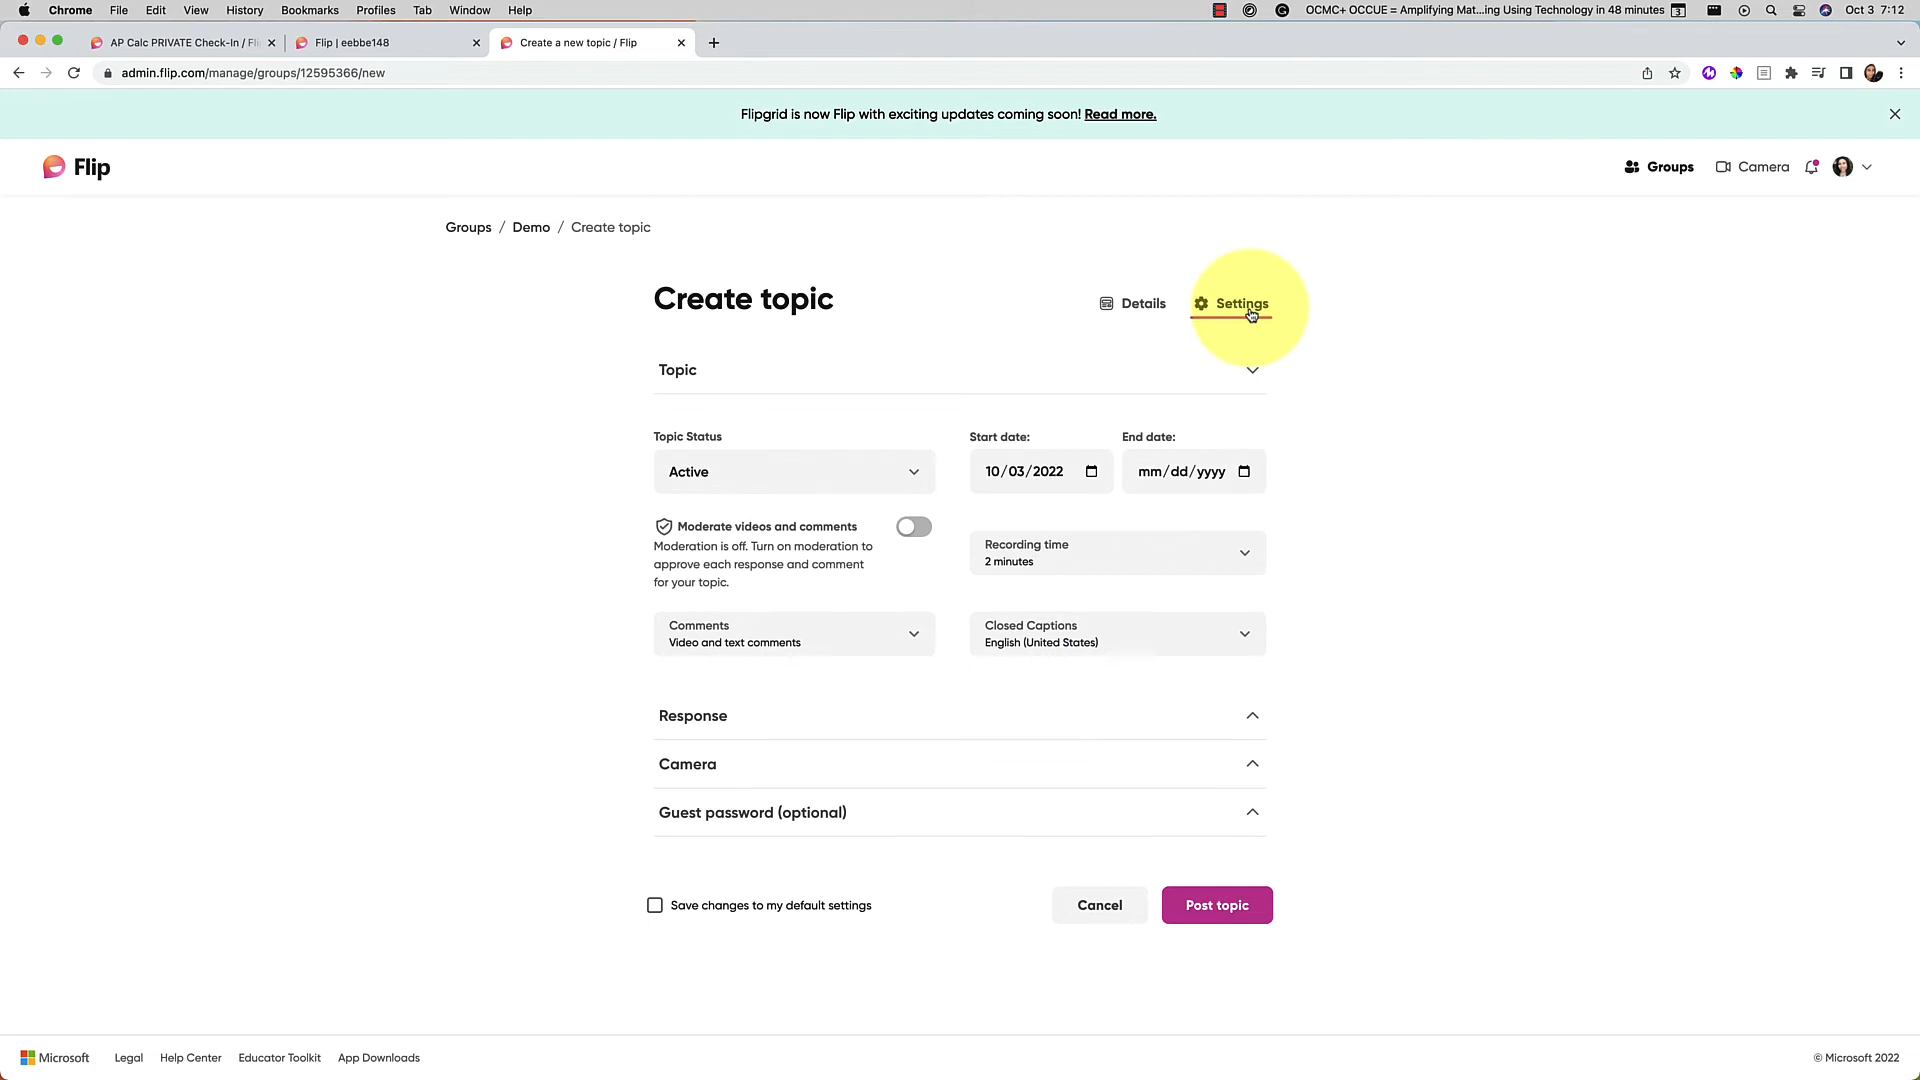 Chrome File Edit View History Bookmarks Profiles Tab Window Help OCMC+ OCCUE = Amplifying Mat...ing Using Technology in 48 minutes 3 Oct 3 7:12
AP Calc PRIVATE Check-In / Fli Flip | eebbe148 Create a new topic / Flip
admin.flip.com/manage/groups/12595366/new
Flipgrid is now Flip with exciting updates coming soon! Read more.
Flip Groups Camera
Groups / Demo / Create topic
Create topic Details Settings
Topic
Topic Status Start date: End date:
Active 10/03/2022 mm/dd/yyyy
Moderate videos and comments
Moderation is off. Turn on moderation to
approve each response and comment
for your topic.
Recording time
2 minutes
Comments
Video and text comments
Closed Captions
English (United States)
Response
Camera
Guest password (optional)
Save changes to my default settings Cancel Post topic
Microsoft Legal Help Center Educator Toolkit App Downloads © Microsoft 2022